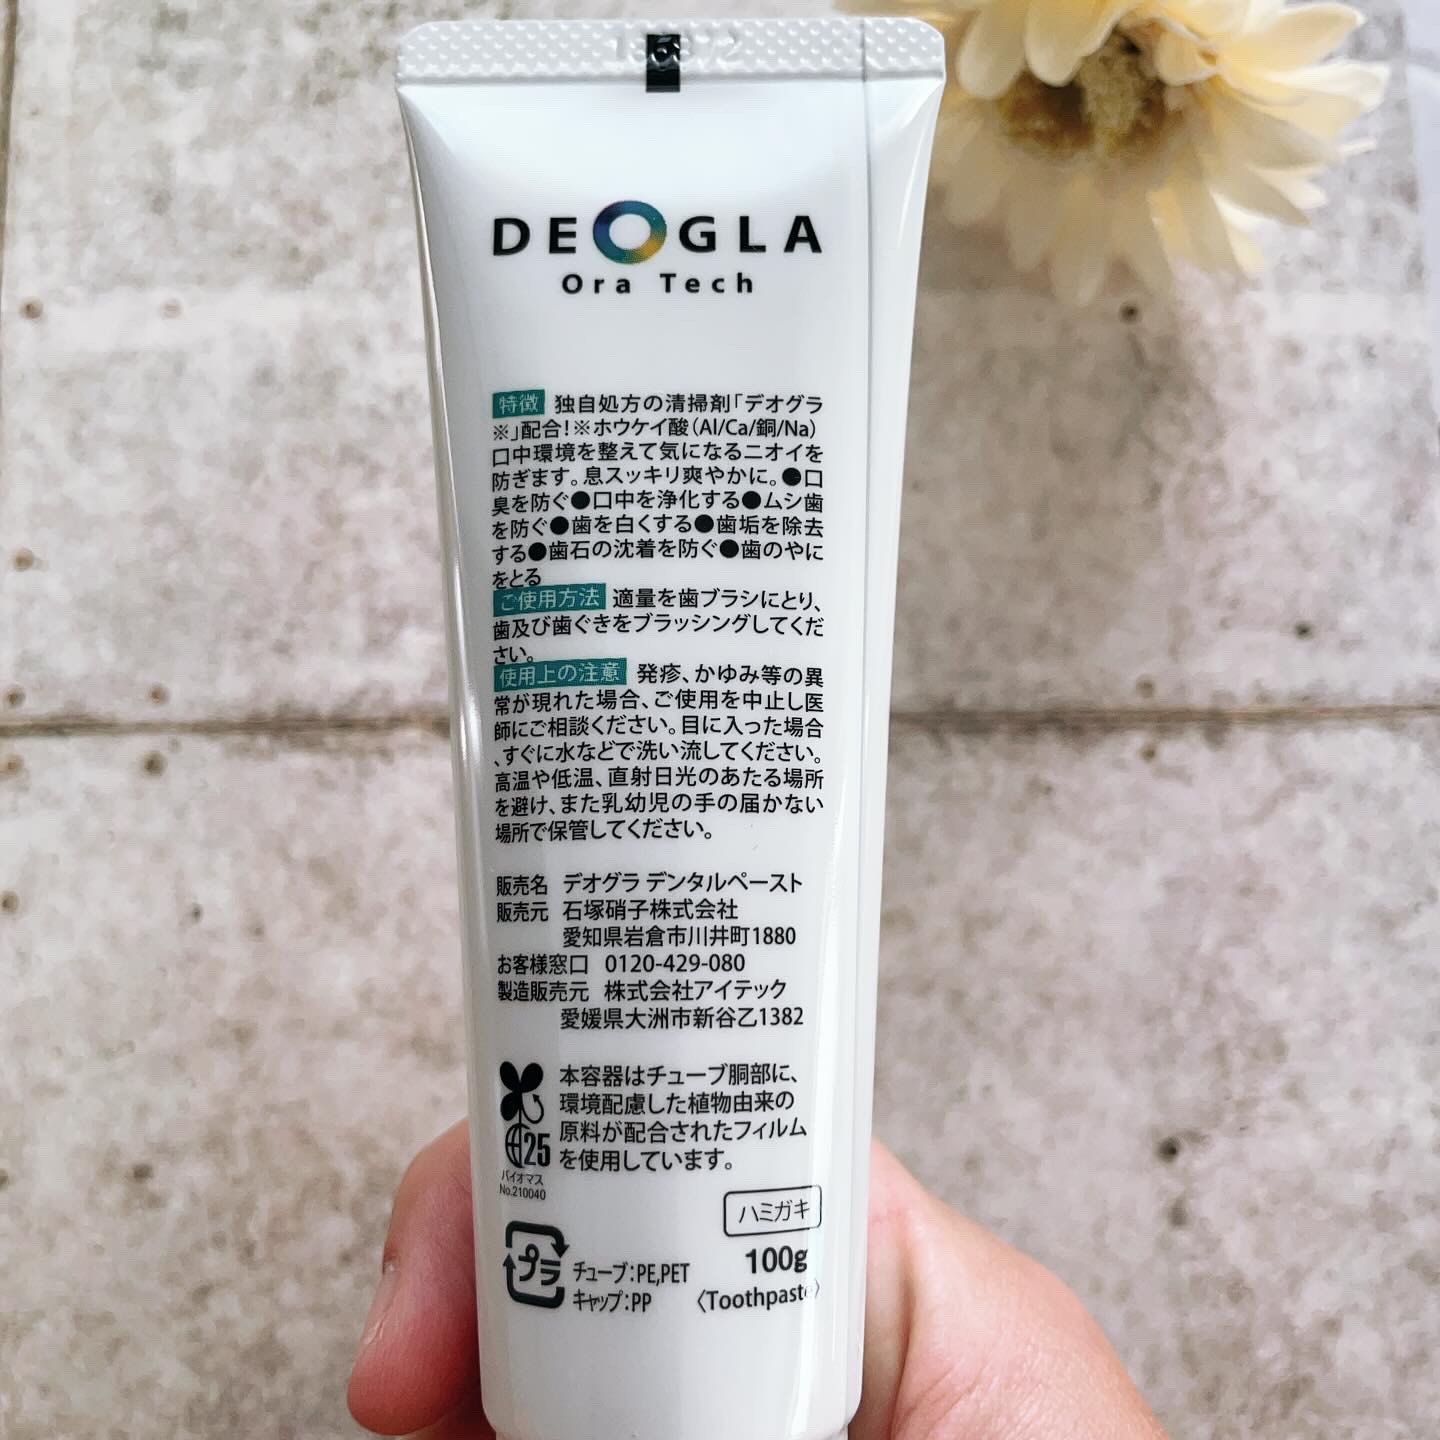 DEOGLA
Ora Tech
特徴 独自処方の清掃剤「デオグラ
※」配合!※ホウケイ酸(Al/Ca/銅/Na)
口中環境を整えて気になるニオイを
防ぎます。息スッキリ爽やかに。●口
臭を防ぐ●口中を浄化する●ムシ歯
を防ぐ●歯を白くする●歯垢を除去
する●歯石の沈着を防ぐ●歯のやに
をとる
ご使用方法 適量を歯ブラシにとり、
歯及び歯ぐきをブラッシングしてくだ
さい。
使用上の注意 発疹、かゆみ等の異
常が現れた場合、ご使用を中止し医
師にご相談ください。目に入った場合
、すぐに水などで洗い流してください。
高温や低温、直射日光のあたる場所
を避け、また乳幼児の手の届かない
場所で保管してください。
販売名 デオグラ デンタルペースト
販売元 石塚硝子株式会社
愛知県岩倉市川井町1880
お客様窓口 0120-429-080
製造販売元 株式会社アイテック
愛媛県大洲市新谷乙1382
本容器はチューブ胴部に、
環境配慮した植物由来の
原料が配合されたフィルム
を使用しています。
25
バイオマス
No.210040
ハミガキ
プラ
チューブ:PE,PET
キャップ:PP
100g
〈Toothpaste〉